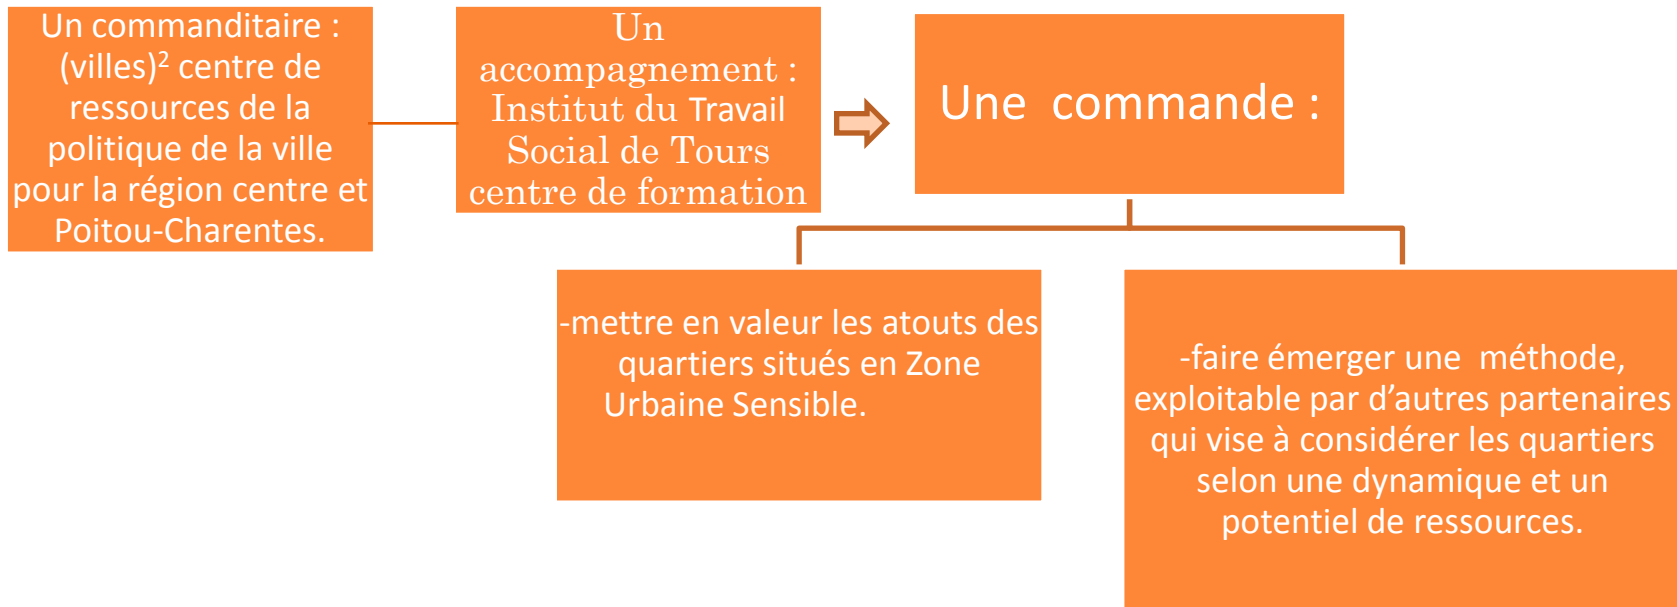 Un commanditaire :
(villes)² centre de
ressources de la
politique de la ville
pour la région centre et
Poitou-Charentes.
Un
accompagnement :
Institut du Travail
Social de Tours
centre de formation
Une  commande :
-mettre en valeur les atouts des
quartiers situés en Zone
Urbaine Sensible.
-faire émerger une  méthode,
exploitable par d’autres partenaires
qui vise à considérer les quartiers
selon une dynamique et un
potentiel de ressources.